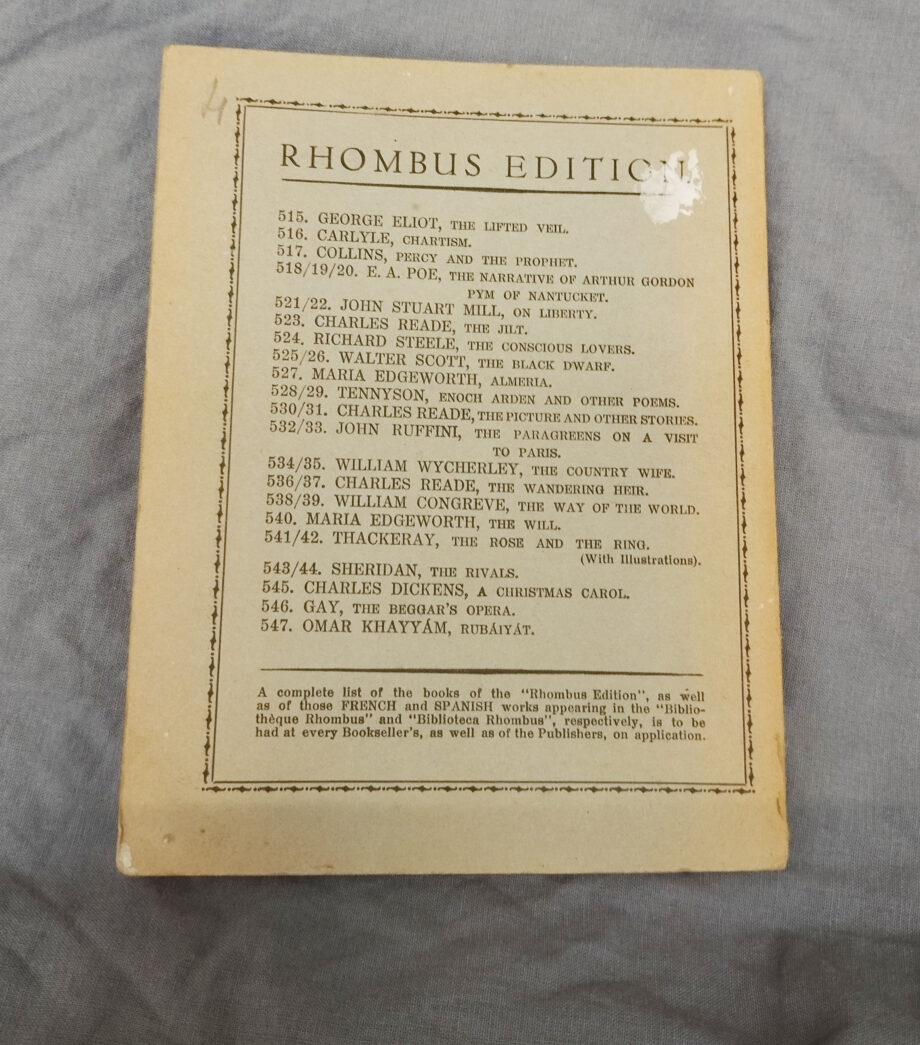 4
RHOMBUS EDITION
515. GEORGE ELIOT, THE LIFTED VEIL.
516. CARLYLE, CHARTISM.
517. COLLINS, PERCY AND THE PROPHET.
518/19/20. E. A. POE, THE NARRATIVE OF ARTHUR GORDON
PYM OF NANTUCKET.
521/22. JOHN STUART MILL, ON LIBERTY.
523. CHARLES READE, THE JILT.
524. RICHARD STEELE, THE CONSCIOUS LOVERS.
525/26. WALTER SCOTT, THE BLACK DWARF.
527. MARIA EDGEWORTH, ALMERIA.
528/29. TENNYSON, ENOCH ARDEN AND OTHER POEMS.
530/31. CHARLES READE, THE PICTURE AND OTHER STORIES.
532/33. JOHN RUFFINI, THE PARAGREENS ON A VISIT
TO PARIS.
534/35. WILLIAM WYCHERLEY, THE COUNTRY WIFE.
536/37. CHARLES READE, THE WANDERING HEIR.
538/39. WILLIAM CONGREVE, THE WAY OF THE WORLD.
540. MARIA EDGEWORTH, THE WILL.
541/42. THACKERAY, THE ROSE AND THE RING.
(With Illustrations).
543/44. SHERIDAN, THE RIVALS.
545. CHARLES DICKENS, A CHRISTMAS CAROL.
546. GAY, THE BEGGAR'S OPERA.
547. OMAR KHAYYÁM, RUBÁIYÁT.
A complete list of the books of the "Rhombus Edition", as well
as of those FRENCH and SPANISH works appearing in the "Biblio-
thèque Rhombus" and "Biblioteca Rhombus", respectively, is to be
had at every Bookseller's, as well as of the Publishers, on application.